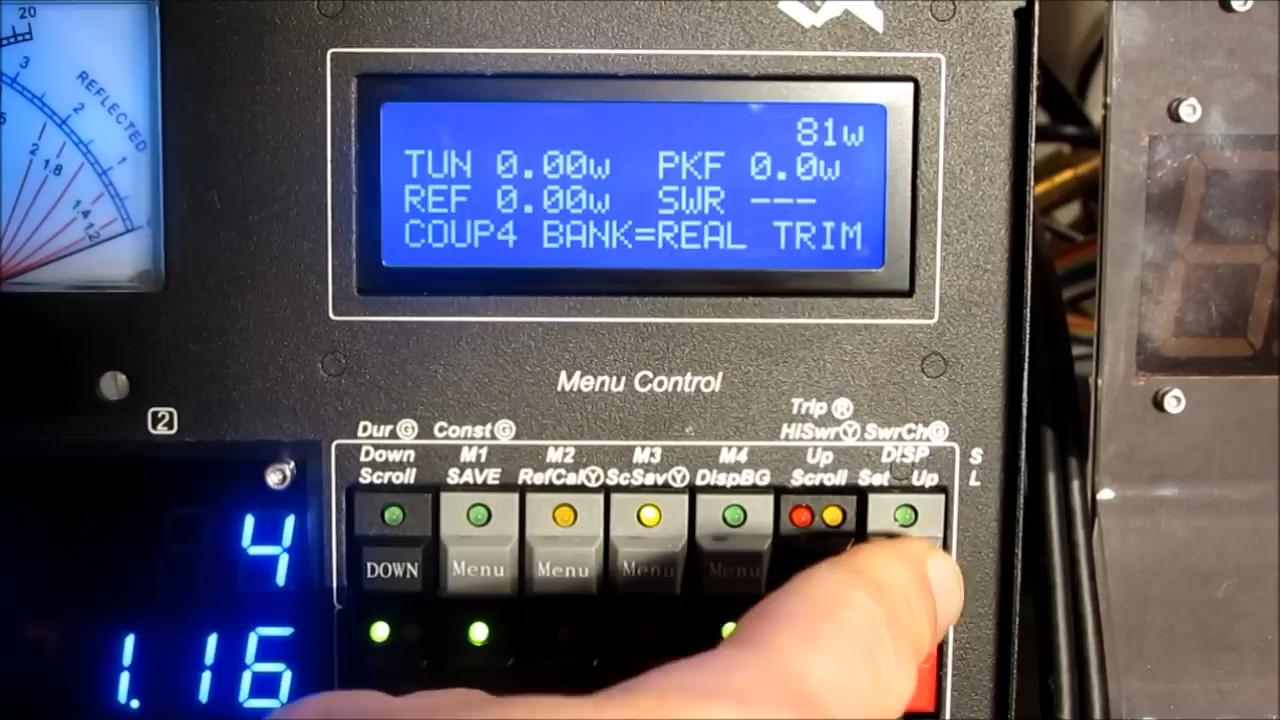 20
3
REFLECTED
2
1
5
2
1.8
1.4
1.2
81w
TUN 0.00w PKF 0.0w
REF 0.00w SWR ---
COUP4 BANK=REAL TRIM
Menu Control
2
Trip R
Dur G Const G HISwr Y SwrCh G
Down M1 M2 M3 M4 Up DISP S
Scroll SAVE RefCal Y ScSav Y DispBG Scroll Set Up L
DOWN Menu Menu Menu Menu
4
1.16